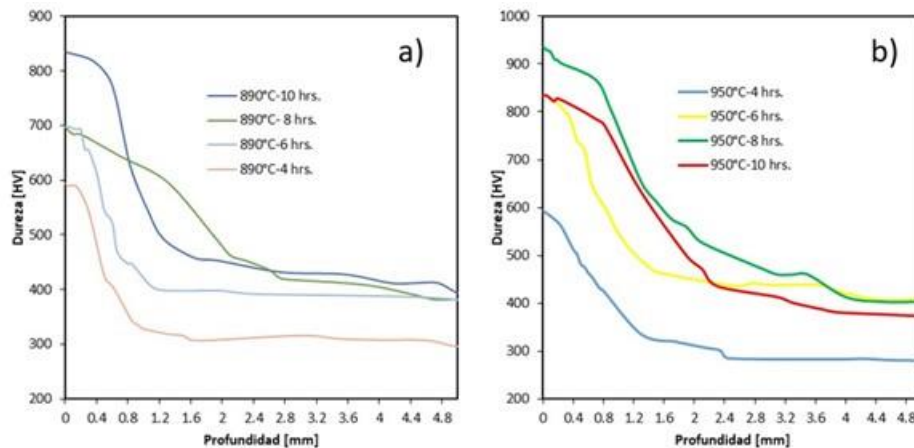 a)
900
800
700
600
500
400
300
200
Dureza [HV]
890°C-10 hrs.
890°C- 8 hrs.
890°C-6 hrs.
890°C-4 hrs.
0 0.4 0.8 1.2 1.6 2 2.4 2.8 3.2 3.6 4 4.4 4.8
Profundidad [mm]
b)
1000
900
800
700
600
500
400
300
200
Dureza [HV]
950°C-4 hrs.
950°C-6 hrs.
950°C-8 hrs.
950°C-10 hrs.
0 0.4 0.8 1.2 1.6 2 2.4 2.8 3.2 3.6 4 4.4 4.8
Profundidad [mm]